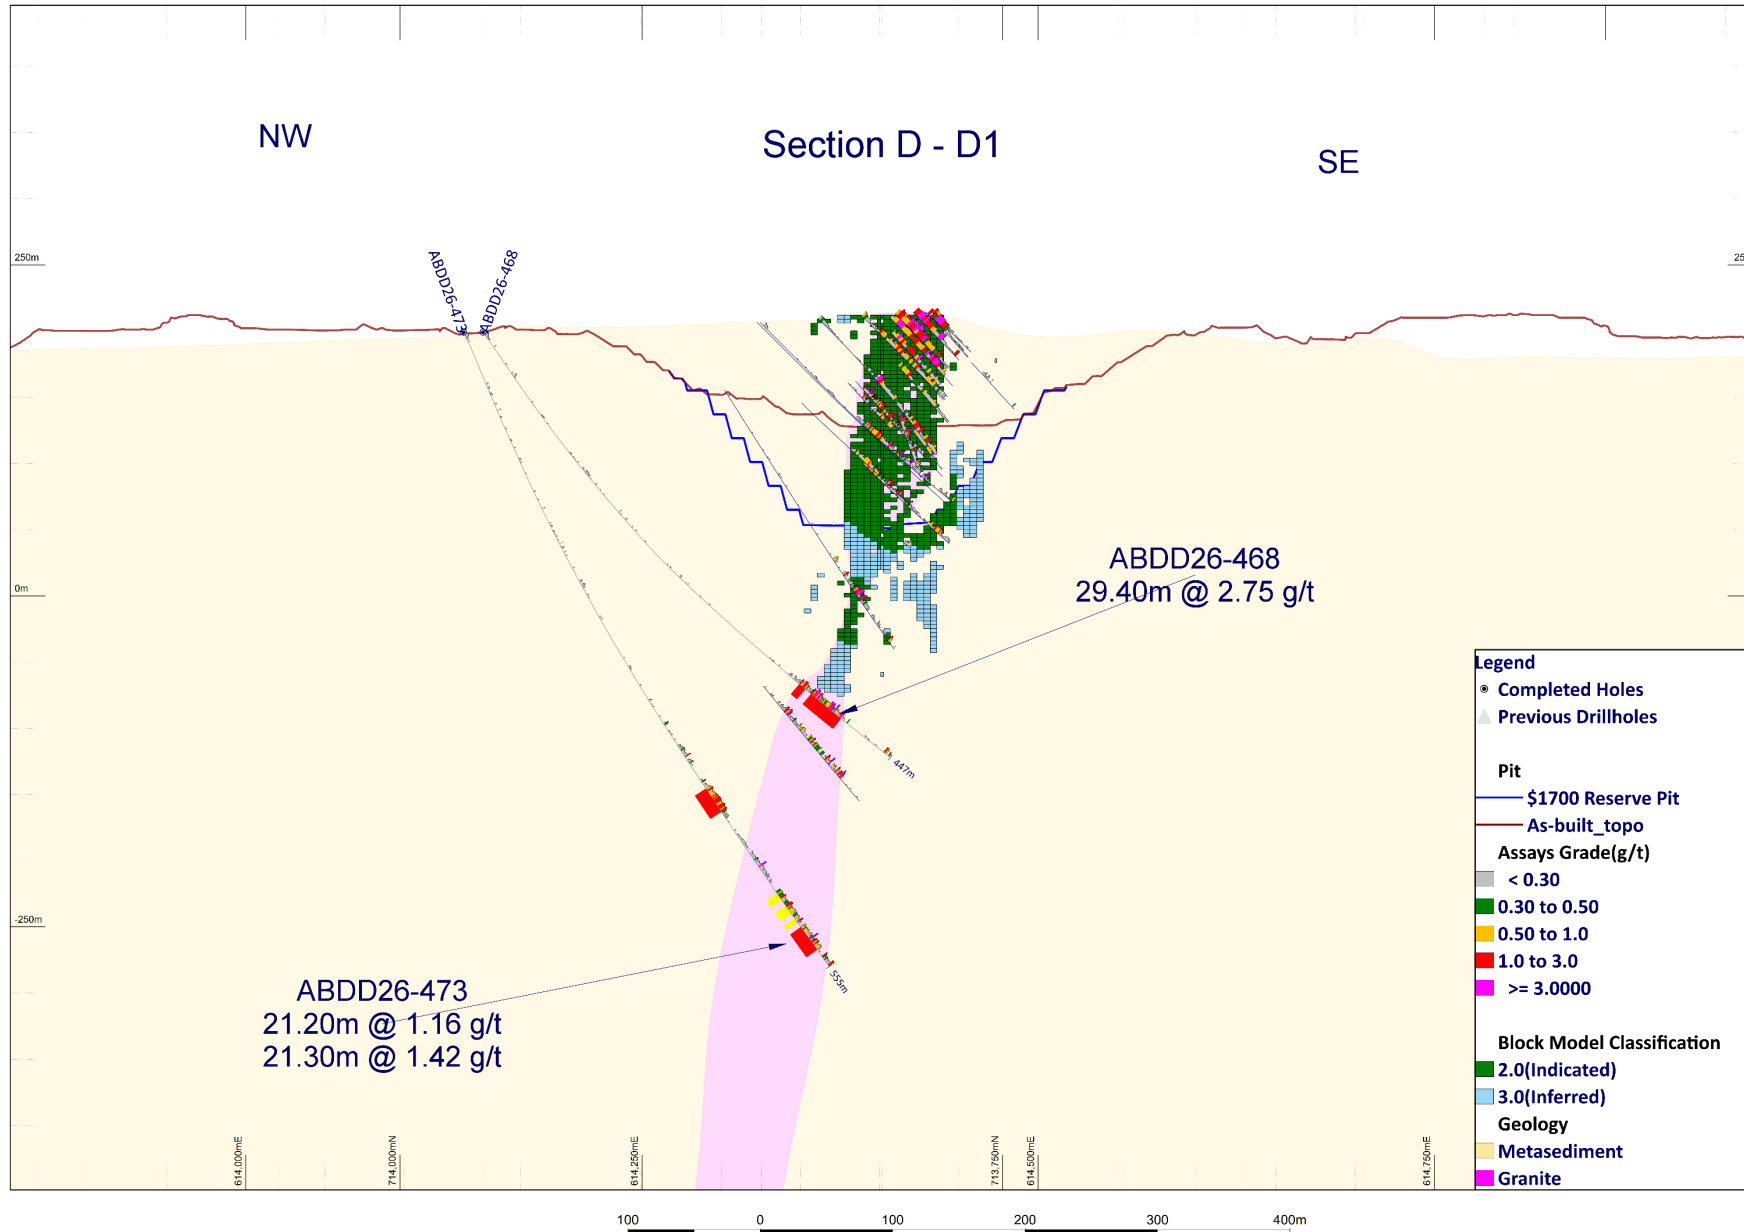 NW
Section D - D1
SE
250m
25
ABDD26-473
ABDD26-468
0m
ABDD26-468
29.40m @ 2.75 g/t
447m
-250m
555m
ABDD26-473
21.20m @ 1.16 g/t
21.30m @ 1.42 g/t
Legend
Completed Holes
Previous Drillholes
Pit
$1700 Reserve Pit
As-built_topo
Assays Grade(g/t)
< 0.30
0.30 to 0.50
0.50 to 1.0
1.0 to 3.0
>= 3.0000
Block Model Classification
2.0(Indicated)
3.0(Inferred)
Geology
Metasediment
Granite
614,000mE
714,000mN
614,250mE
713,750mN
614,500mE
614,750mE
100 0 100 200 300 400m